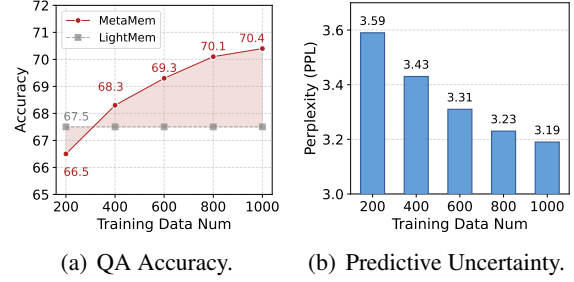 72
71
70
69
68
67
66
65
Accuracy
MetaMem
LightMem
67.5
66.5
68.3
69.3
70.1
70.4
200 400 600 800 1000
Training Data Num
(a) QA Accuracy.
3.6
3.4
3.2
3.0
Perplexity (PPL)
3.59
3.43
3.31
3.23
3.19
200 400 600 800 1000
Training Data Num
(b) Predictive Uncertainty.